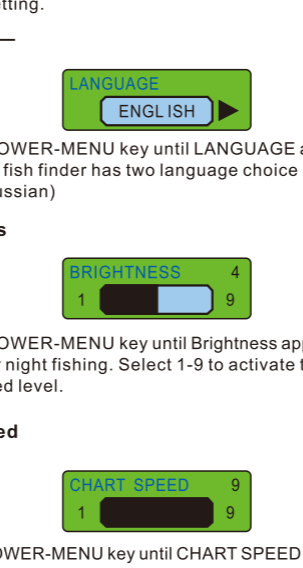 etting.
LANGUAGE
ENGLISH
OWER-MENU key until LANGUAGE a
fish finder has two language choice
ussian)
s
BRIGHTNESS 4
1 9
OWER-MENU key until Brightness app
r night fishing. Select 1-9 to activate t
ed level.
ed
CHART SPEED 9
1 9
OWER-MENU key until CHART SPEED